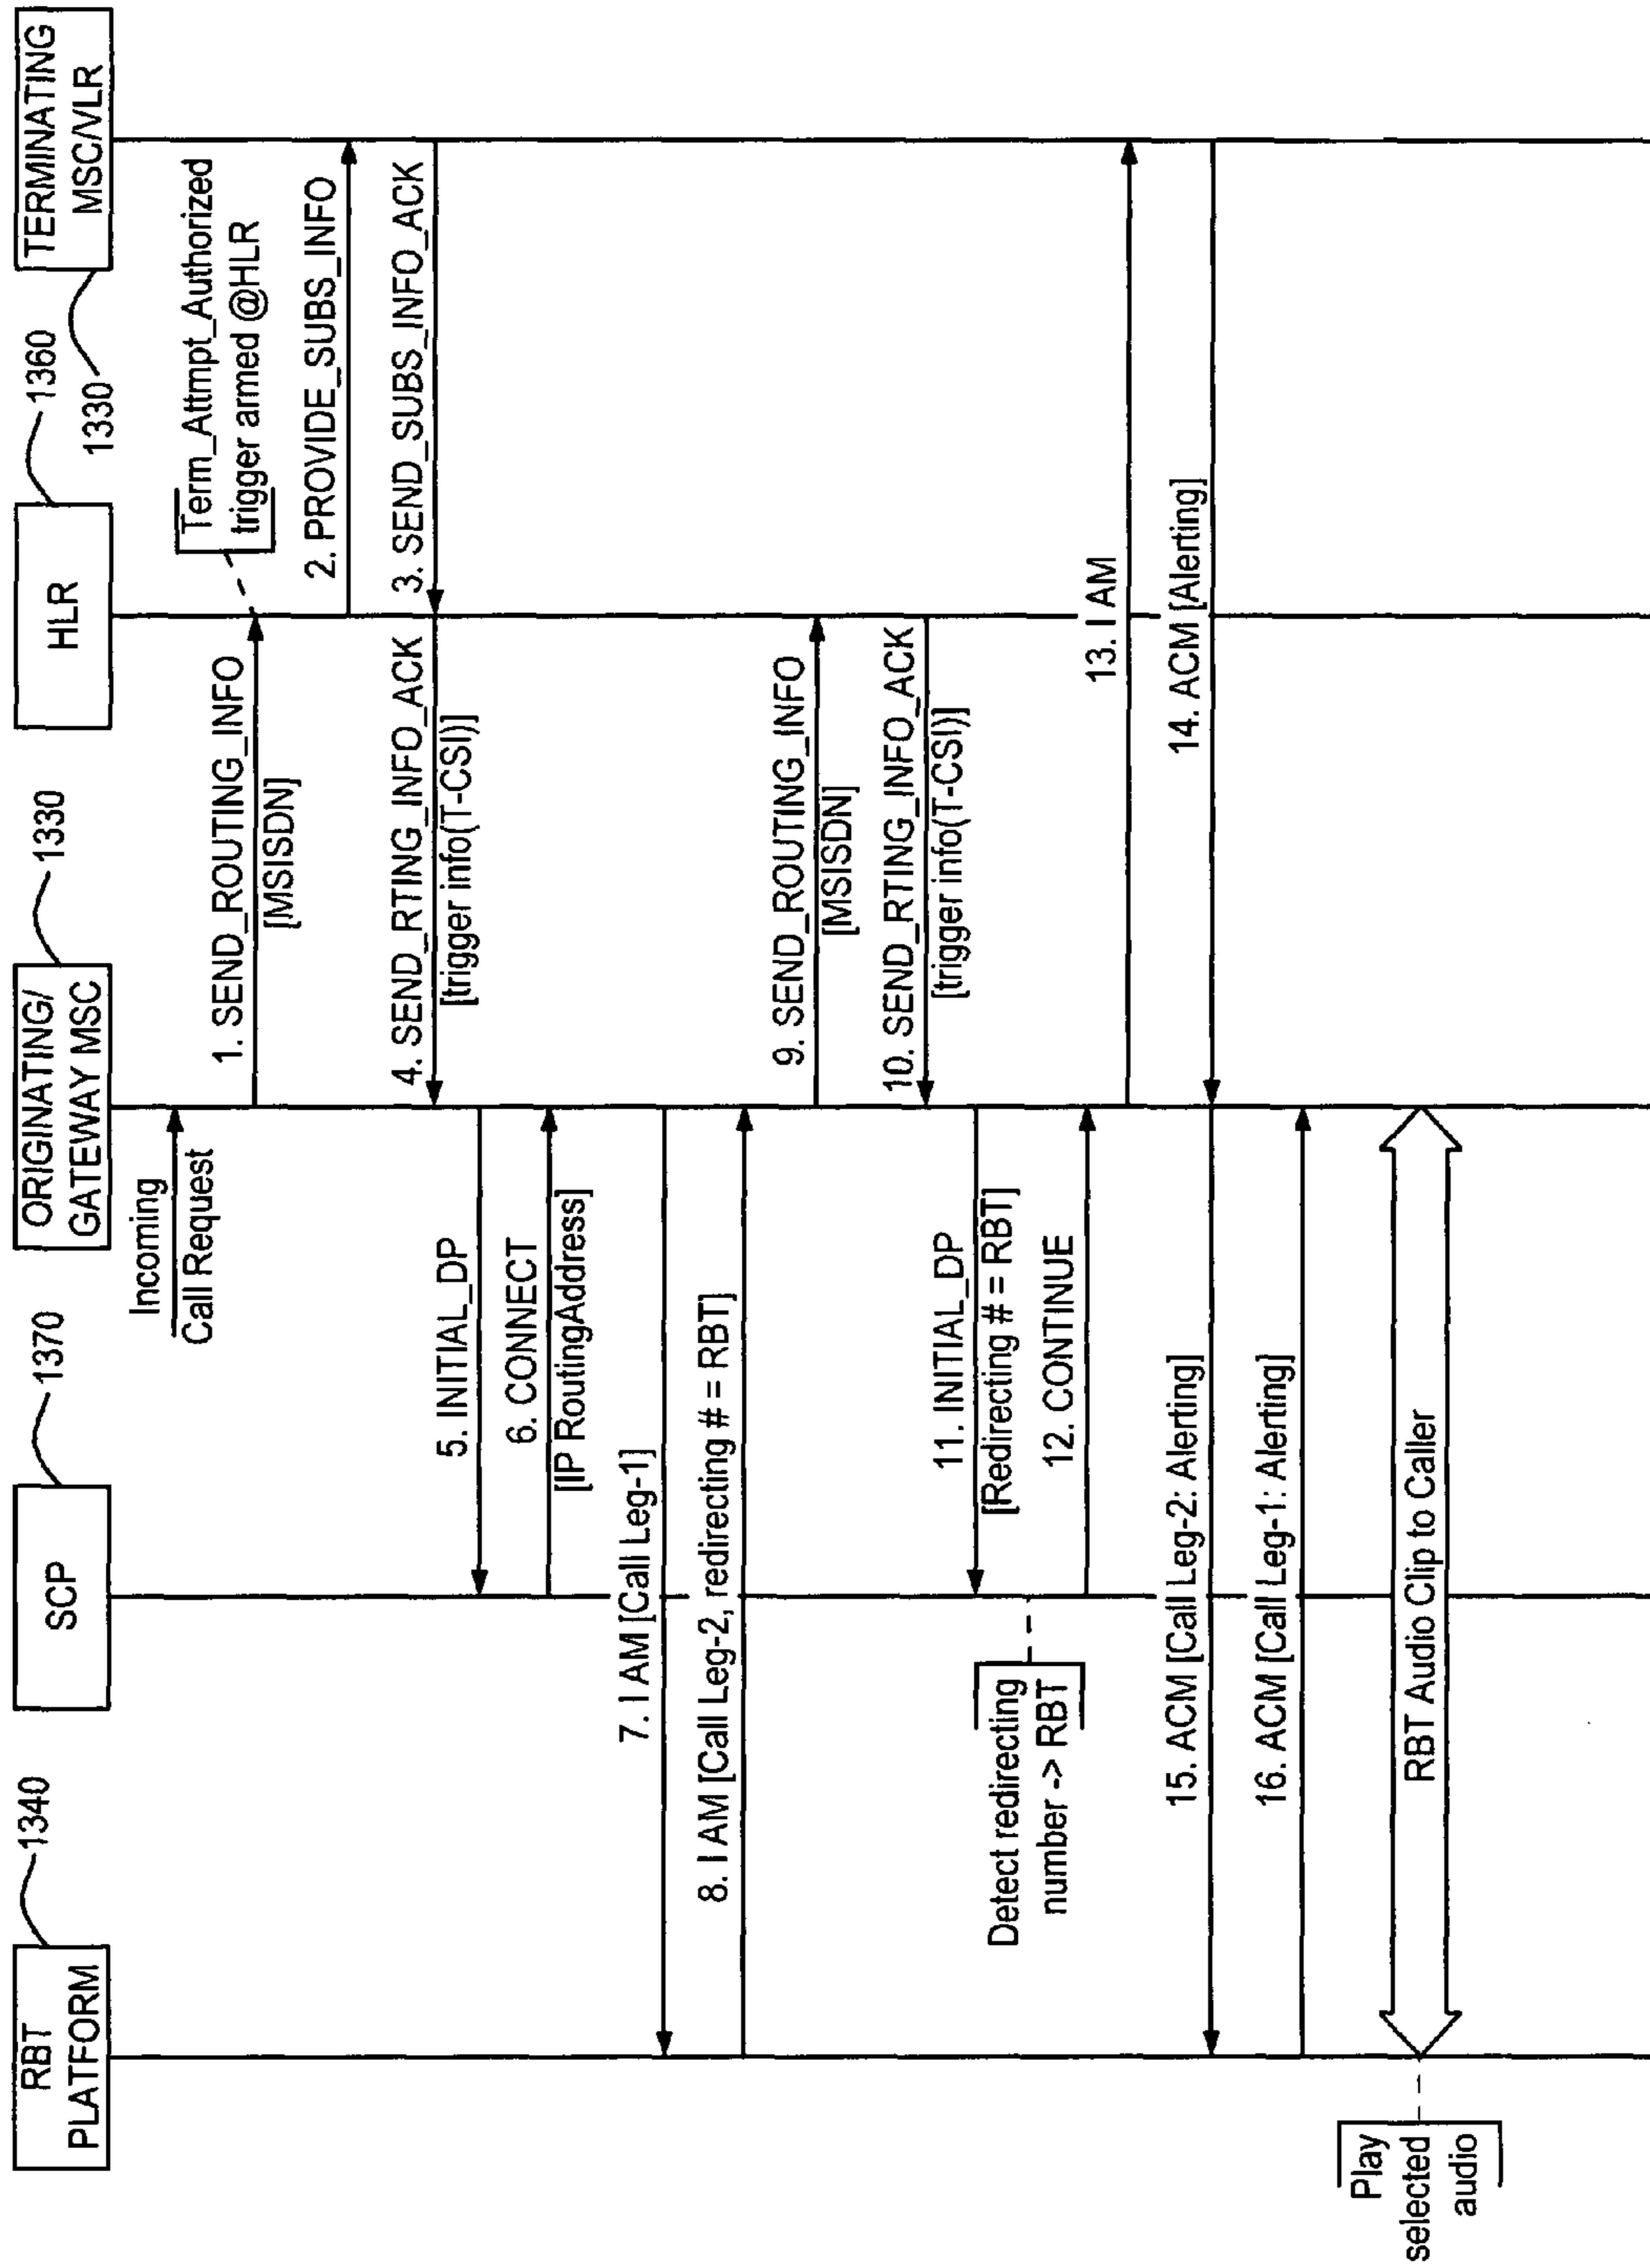 RBT
PLATFORM
1340
SCP
1370
ORIGINATING/
GATEWAY MSC
1330
HLR
1360
TERMINATING
MSC/VLR
1330
Incoming
Call Request
1. SEND_ROUTING_INFO
[MSISDN]
Term_Attmpt_Authorized
trigger armed @HLR
2. PROVIDE_SUBS_INFO
3. SEND_SUBS_INFO_ACK
4. SEND_RTING_INFO_ACK
[trigger info(T-CSI)]
5. INITIAL_DP
6. CONNECT
[IP RoutingAddress]
7. I AM [Call Leg-1]
8. I AM [Call Leg-2, redirecting # = RBT]
9. SEND_ROUTING_INFO
[MSISDN]
10. SEND_RTING_INFO_ACK
[trigger info(T-CSI)]
11. INITIAL_DP
[Redirecting # = RBT]
Detect redirecting
number -> RBT
12. CONTINUE
13. I AM
14. ACM [Alerting]
15. ACM [Call Leg-2: Alerting]
16. ACM [Call Leg-1: Alerting]
RBT Audio Clip to Caller
Play
selected
audio